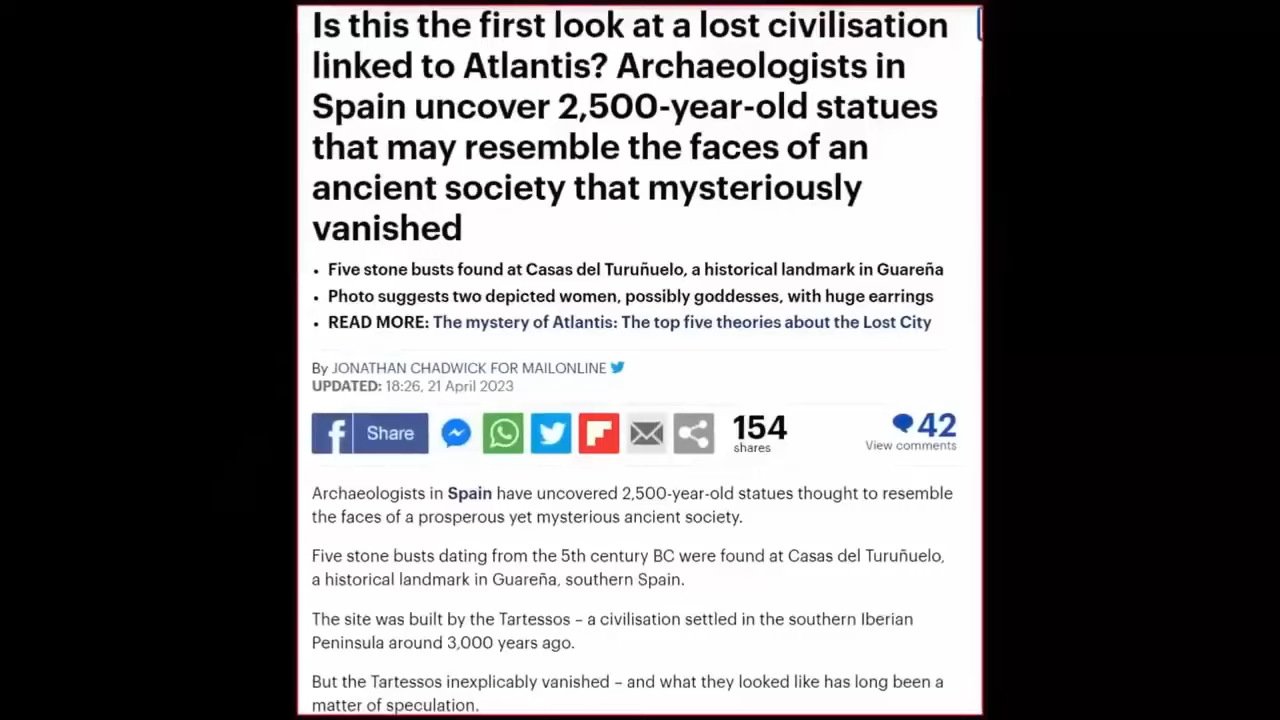 Is this the first look at a lost civilisation
linked to Atlantis? Archaeologists in
Spain uncover 2,500-year-old statues
that may resemble the faces of an
ancient society that mysteriously
vanished
• Five stone busts found at Casas del Turuñuelo, a historical landmark in Guareña
• Photo suggests two depicted women, possibly goddesses, with huge earrings
• READ MORE: The mystery of Atlantis: The top five theories about the Lost City
By JONATHAN CHADWICK FOR MAILONLINE
UPDATED: 18:26, 21 April 2023
Share
154
shares
42
View comments
Archaeologists in Spain have uncovered 2,500-year-old statues thought to resemble
the faces of a prosperous yet mysterious ancient society.
Five stone busts dating from the 5th century BC were found at Casas del Turuñuelo,
a historical landmark in Guareña, southern Spain.
The site was built by the Tartessos – a civilisation settled in the southern Iberian
Peninsula around 3,000 years ago.
But the Tartessos inexplicably vanished – and what they looked like has long been a
matter of speculation.